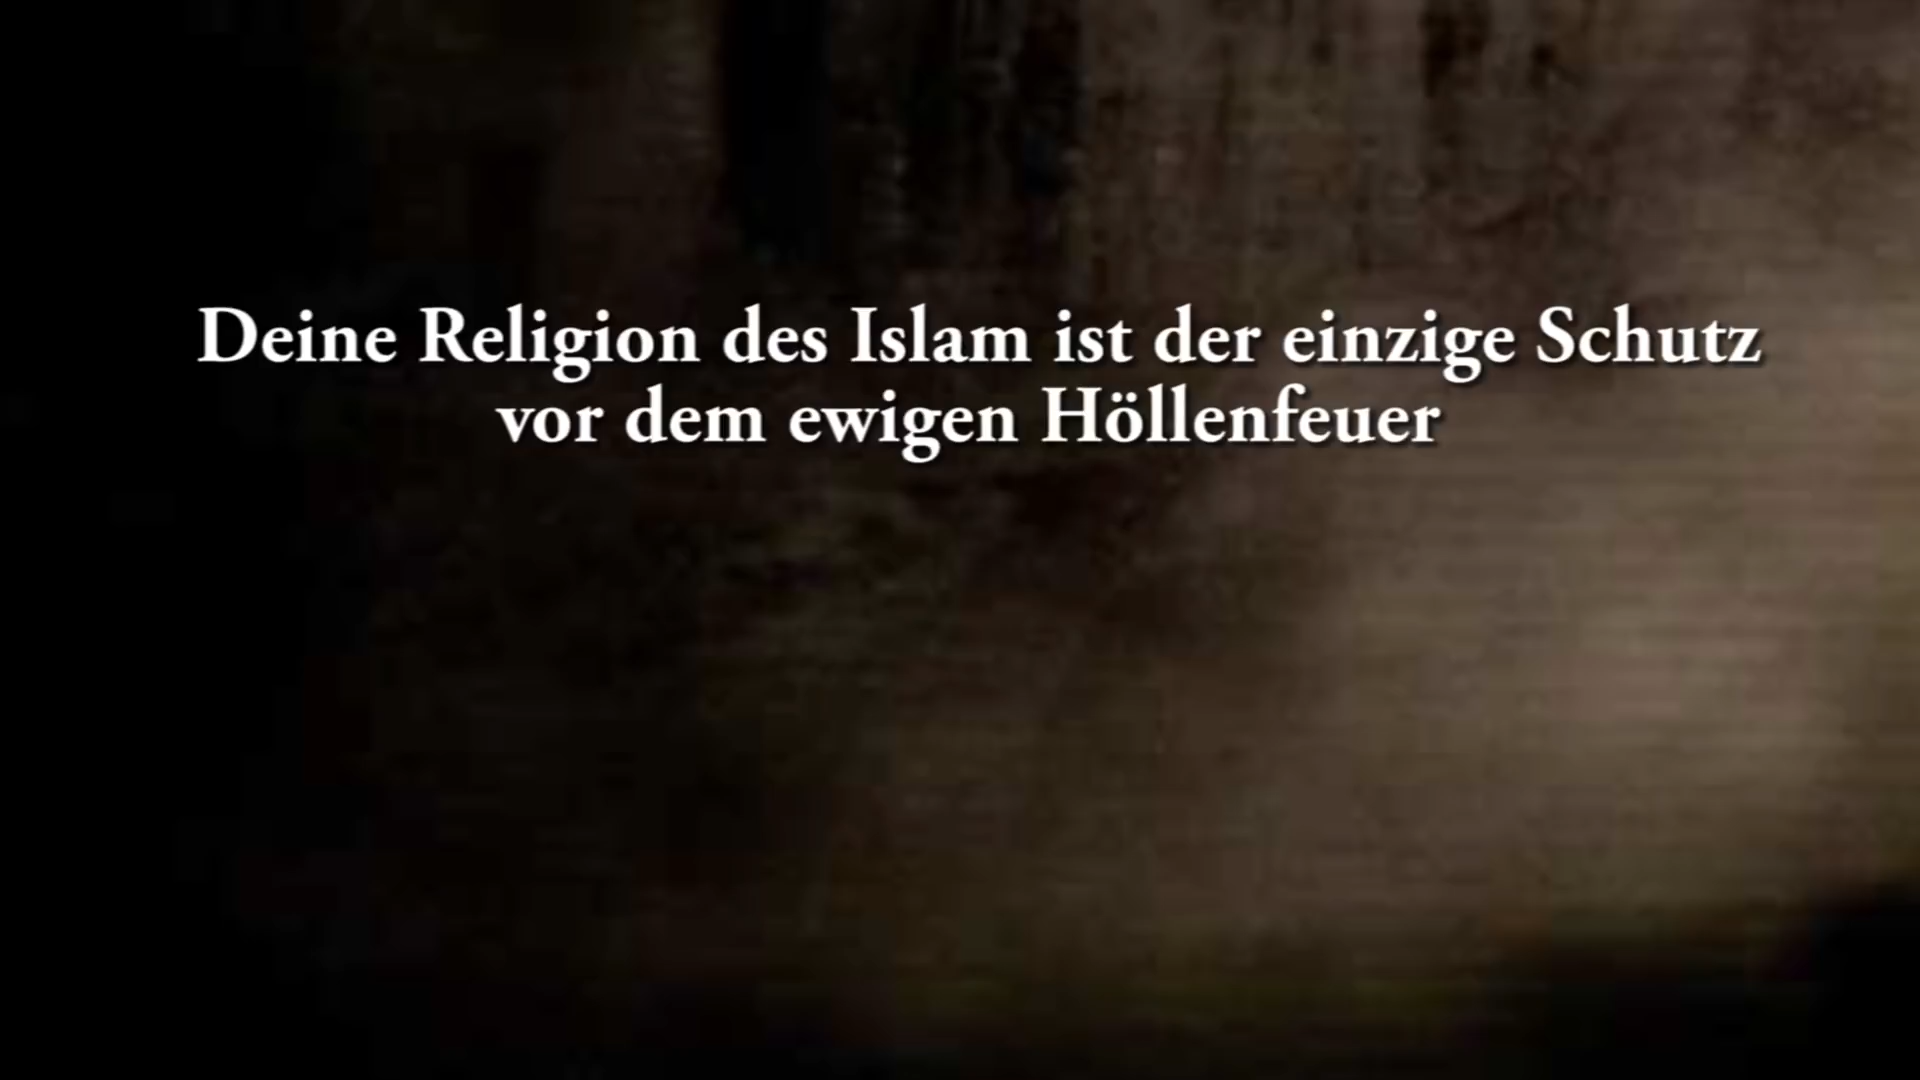 Deine Religion des Islam ist der einzige Schutz
vor dem ewigen Höllenfeuer